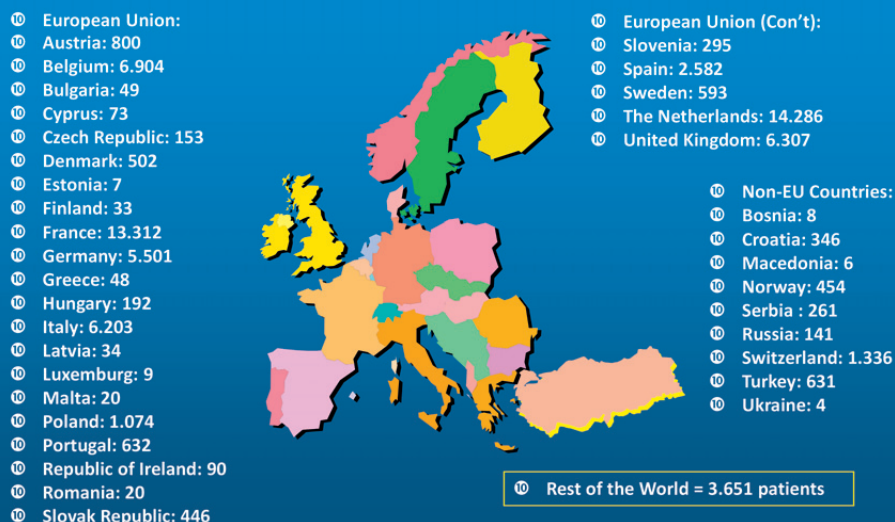 ❿ European Union:
❿ Austria: 800
❿ Belgium: 6.904
❿ Bulgaria: 49
❿ Cyprus: 73
❿ Czech Republic: 153
❿ Denmark: 502
❿ Estonia: 7
❿ Finland: 33
❿ France: 13.312
❿ Germany: 5.501
❿ Greece: 48
❿ Hungary: 192
❿ Italy: 6.203
❿ Latvia: 34
❿ Luxemburg: 9
❿ Malta: 20
❿ Poland: 1.074
❿ Portugal: 632
❿ Republic of Ireland: 90
❿ Romania: 20
❿ Slovak Republic: 446
❿ European Union (Con’t):
❿ Slovenia: 295
❿ Spain: 2.582
❿ Sweden: 593
❿ The Netherlands: 14.286
❿ United Kingdom: 6.307
❿ Non-EU Countries:
❿ Bosnia: 8
❿ Croatia: 346
❿ Macedonia: 6
❿ Norway: 454
❿ Serbia : 261
❿ Russia: 141
❿ Switzerland: 1.336
❿ Turkey: 631
❿ Ukraine: 4
❿ Rest of the World = 3.651 patients